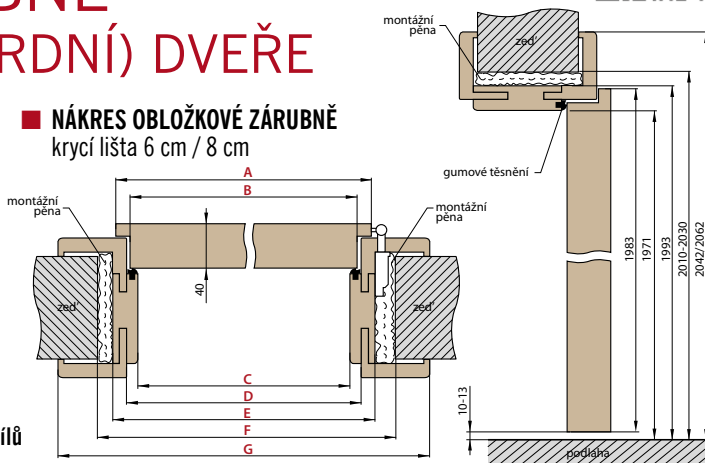 RDNÍ) DVEŘE
NÁKRES OBLOŽKOVÉ ZÁRUBNĚ
krycí lišta 6 cm / 8 cm
montážní
pěna
zeď
gumové těsnění
A
B
montážní
pěna
montážní
pěna
zeď
zeď
40
C
D
E
F
G
ílů
1983
1971
1993
2010-2030
2042/2062
10-13
podlaha